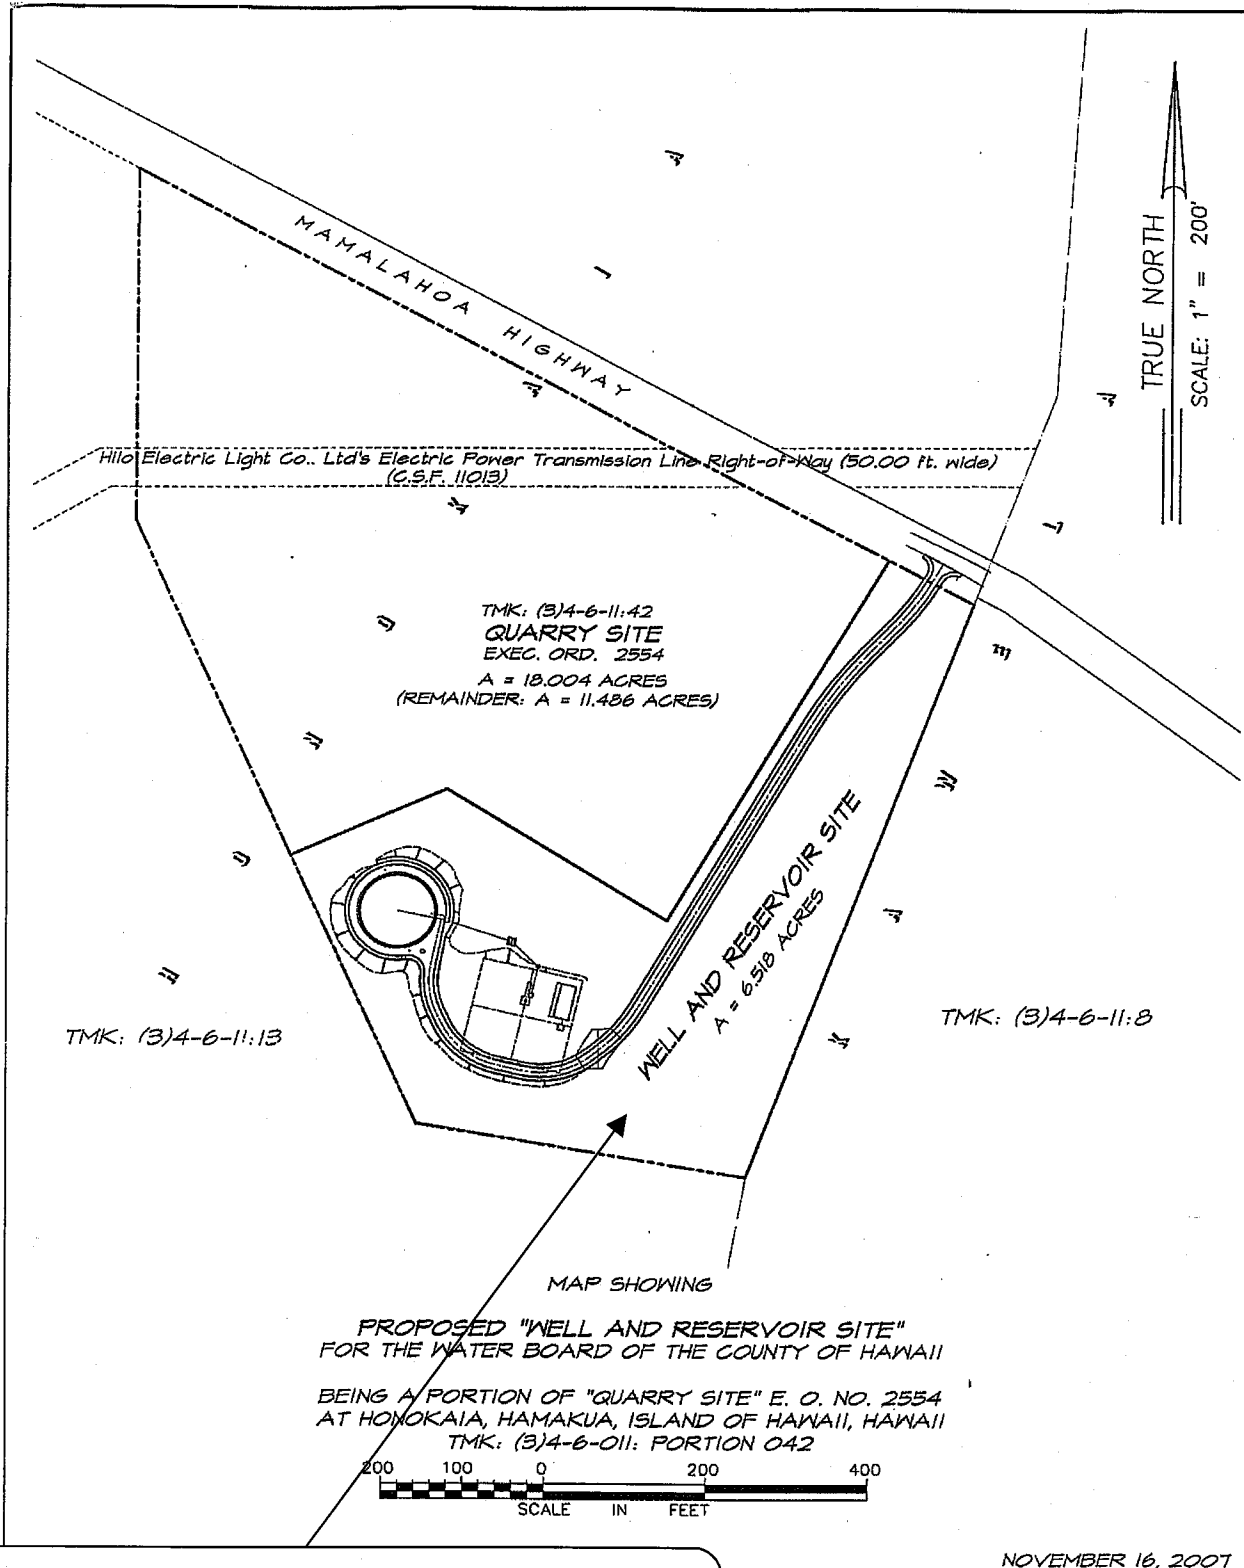 TRUE NORTH
SCALE: 1" = 200'
MAMALAHOA HIGHWAY
Hilo Electric Light Co., Ltd's Electric Power Transmission Line Right-of-Way (50.00 ft. wide)
(C.S.F. 11013)
TMK: (3)4-6-11:42
QUARRY SITE
EXEC. ORD. 2554
A = 18.004 ACRES
(REMAINDER: A = 11.486 ACRES)
WELL AND RESERVOIR SITE
A = 6.518 ACRES
TMK: (3)4-6-11:13
TMK: (3)4-6-11:8
HONOKAIA
KAWELA
MAP SHOWING
PROPOSED "WELL AND RESERVOIR SITE"
FOR THE WATER BOARD OF THE COUNTY OF HAWAII
BEING A PORTION OF "QUARRY SITE" E. O. NO. 2554
AT HONOKAIA, HAMAKUA, ISLAND OF HAWAII, HAWAII
TMK: (3)4-6-011: PORTION 042
200 100 0 200 400
SCALE IN FEET
NOVEMBER 16, 2007